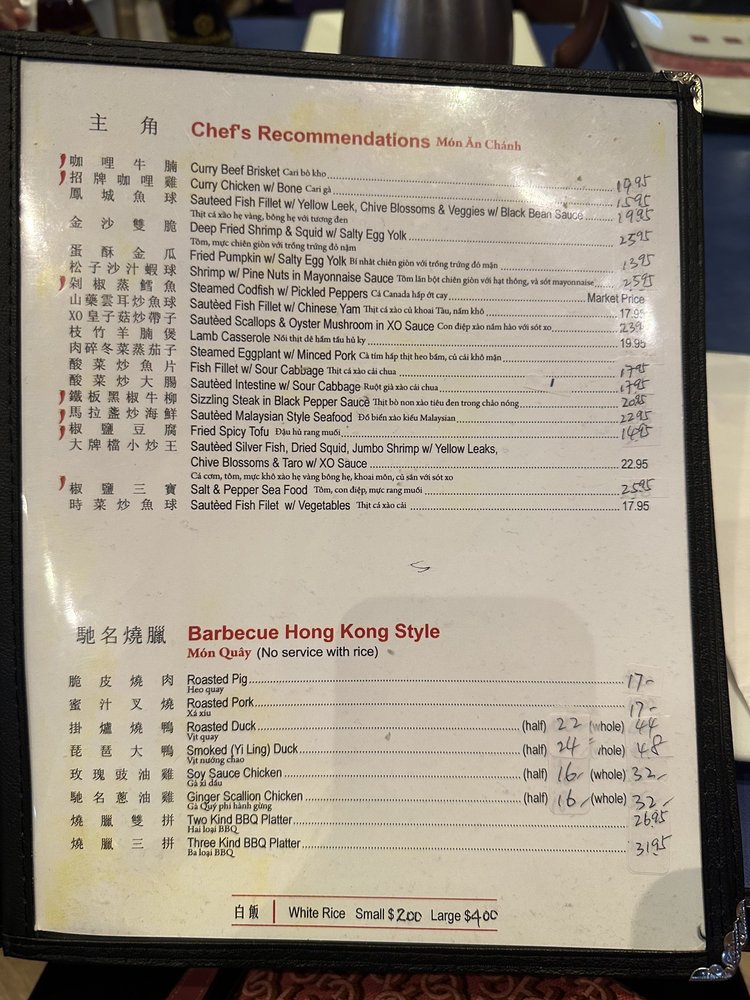 主角 Chef's Recommendations Món Ăn Chánh
咖哩牛腩 Curry Beef Brisket Cari bò kho 19.95
招牌咖哩雞 Curry Chicken w/ Bone Cari gà 15.95
鳳城魚球 Sauteed Fish Fillet w/ Yellow Leek, Chive Blossoms & Veggies w/ Black Bean Sauce 19.95
Thịt cá xào hẹ vàng, bông hẹ với tương đen
金沙雙脆 Deep Fried Shrimp & Squid w/ Salty Egg Yolk 23.95
Tôm, mực chiên giòn với trồng trứng đỏ nặm
蛋酥金瓜 Fried Pumpkin w/ Salty Egg Yolk Bí nhât chiên giòn với trồng trứng đỏ mặn 13.95
松子沙汁蝦球 Shrimp w/ Pine Nuts in Mayonnaise Sauce Tôm lăn bột chiên giòn với hạt thông, và sót mayonnaise 25.95
剁椒蒸鱈魚 Steamed Codfish w/ Pickled Peppers Cá Canada hấp ớt cay Market Price
山藥雲耳炒魚球 Sautèed Fish Fillet w/ Chinese Yam Thịt cá xào củ khoai Tàu, nấm khô 17.95
XO皇子菇炒帶子 Sautèed Scallops & Oyster Mushroom in XO Sauce Con điệp xào nấm hào với sốt xo
枝竹羊腩煲 Lamb Casserole Nồi thịt dê hầm tầu hủ ky 19.95
肉碎冬菜蒸茄子 Steamed Eggplant w/ Minced Pork Cà tím hấp thịt heo bầm, củ cải khô mặn
酸菜炒魚片 Fish Fillet w/ Sour Cabbage Thịt cá xào cải chua 17.95
酸菜炒大腸 Sautèed Intestine w/ Sour Cabbage Ruột già xào cải chua 17.95
鐵板黑椒牛柳 Sizzling Steak in Black Pepper Sauce Thịt bò non xào tiêu đen trong chảo nóng 20.95
馬拉盞炒海鮮 Sautèed Malaysian Style Seafood Đồ biển xào kiểu Malaysian 22.95
椒鹽豆腐 Fried Spicy Tofu Đậu hủ rang muối 14.95
大牌檔小炒王 Sautèed Silver Fish, Dried Squid, Jumbo Shrimp w/ Yellow Leaks,
Chive Blossoms & Taro w/ XO Sauce 22.95
Cá cơm, tôm, mực khô xào hẹ vàng bông hẹ, khoai môn, củ sắn với sốt xo
椒鹽三寶 Salt & Pepper Sea Food Tôm, con điệp, mực rang muối 25.95
時菜炒魚球 Sautèed Fish Filet w/ Vegetables Thịt cá xào cải 17.95
馳名燒臘 Barbecue Hong Kong Style
Món Quây (No service with rice)
脆皮燒肉 Roasted Pig 17-
Heo quay
蜜汁叉燒 Roasted Pork 17-
Xá xíu
掛爐燒鴨 Roasted Duck (half) 22 (whole) 44
Vịt quay
琵琶大鴨 Smoked (Yi Ling) Duck (half) 24 whole) 48
Vịt nướng chao
玫瑰豉油雞 Soy Sauce Chicken (half) 16- (whole) 32-
Gà xì dầu
馳名蔥油雞 Ginger Scallion Chicken (half) 16- (whole) 32-
Gà Quý phi hành gừng
燒臘雙拼 Two Kind BBQ Platter 26.95
Hai loại BBQ
燒臘三拼 Three Kind BBQ Platter 31.95
Ba loại BBQ
白飯 White Rice Small $2.00 Large $4.00